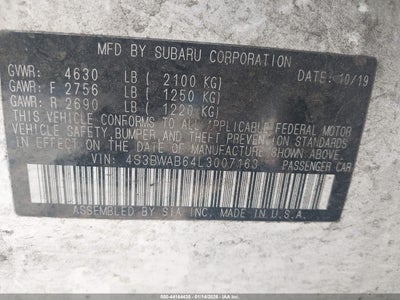 MFD BY SUBARU CORPORATION
GVWR: 4630 LB ( 2100 KG) DATE: 10/19
GAWR: F 2756 LB ( 1250 KG)
GAWR: R 2690 LB ( 1220 KG)
THIS VEHICLE CONFORMS TO ALL APPLICABLE FEDERAL MOTOR
VEHICLE SAFETY, BUMPER, AND THEFT PREVENTION
STANDARDS IN EFFECT ON THE DATE OF
MANUFACTURE SHOWN ABOVE.
VIN: 4S3BWAB64L3007163 PASSENGER CAR
ASSEMBLED BY SIA INC. MADE IN U.S.A.